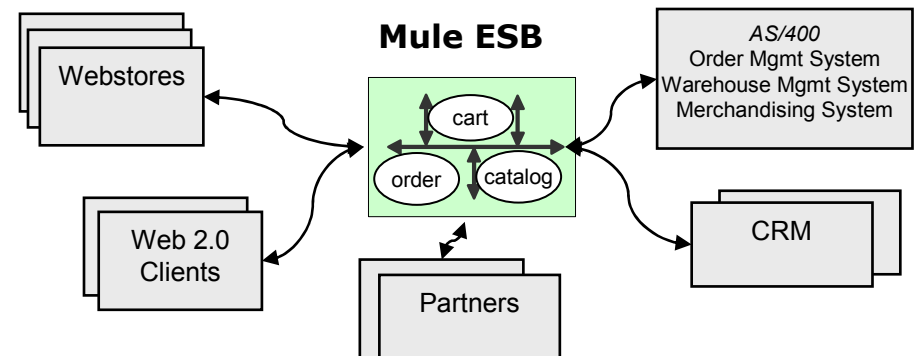 Mule ESB
Webstores
AS/400
Order Mgmt System
Warehouse Mgmt System
Merchandising System
cart
order
catalog
Web 2.0
Clients
CRM
Partners